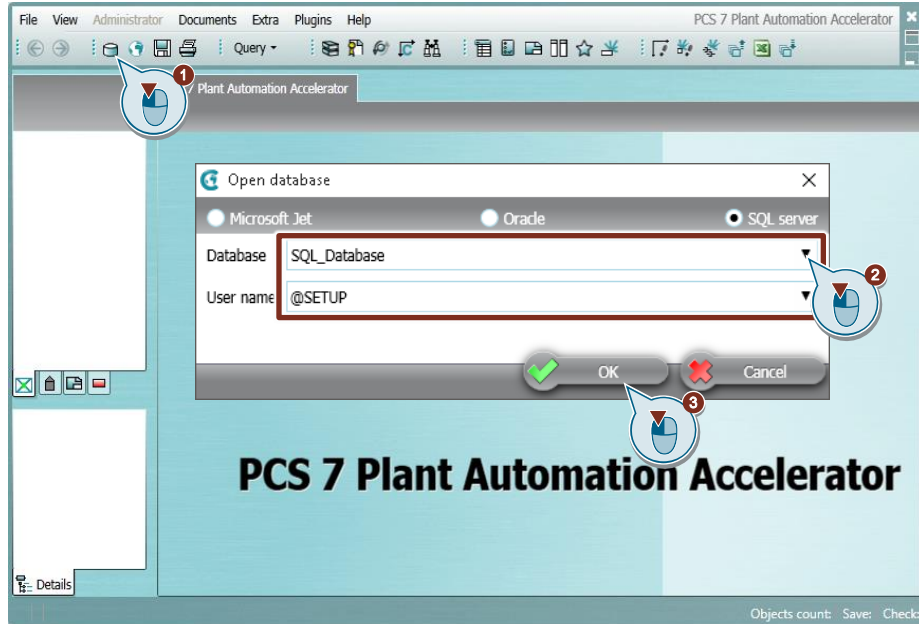 File View Administrator Documents Extra Plugins Help PCS 7 Plant Automation Accelerator
Query
1
7 Plant Automation Accelerator
Open database
Microsoft Jet Oracle SQL server
Database SQL_Database
2
User name @SETUP
OK Cancel
3
PCS 7 Plant Automation Accelerator
Details
Objects count: Save: Check: